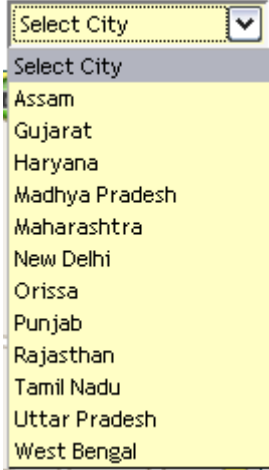 Select City
Select City
Assam
Gujarat
Haryana
Madhya Pradesh
Maharashtra
New Delhi
Orissa
Punjab
Rajasthan
Tamil Nadu
Uttar Pradesh
West Bengal